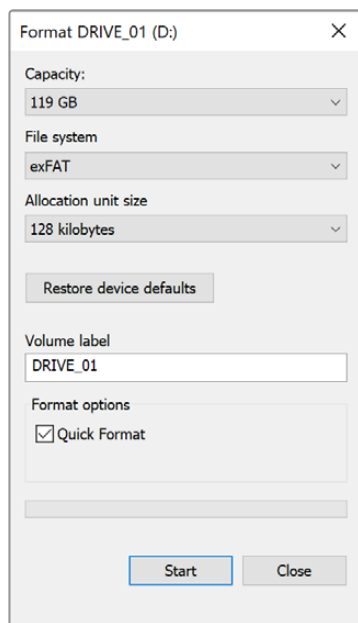 Format DRIVE_01 (D:)
Capacity:
119 GB
File system
exFAT
Allocation unit size
128 kilobytes
Restore device defaults
Volume label
DRIVE_01
Format options
Quick Format
Start Close